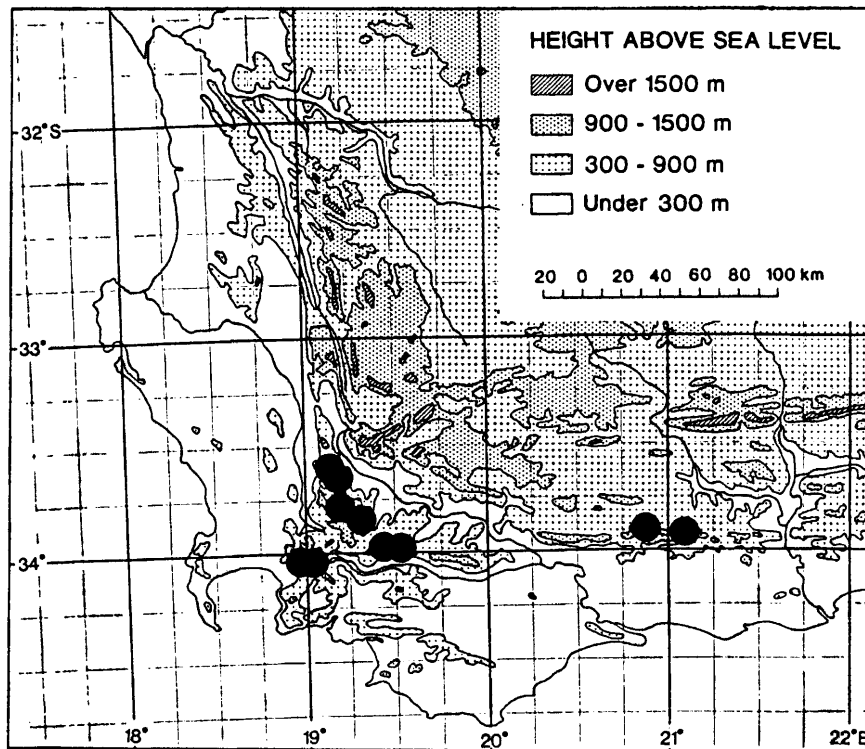 HEIGHT ABOVE SEA LEVEL
Over 1500 m
900 - 1500 m
300 - 900 m
Under 300 m
20 0 20 40 60 80 100 km
32°S
33°
34°
18° 19° 20° 21° 22°E